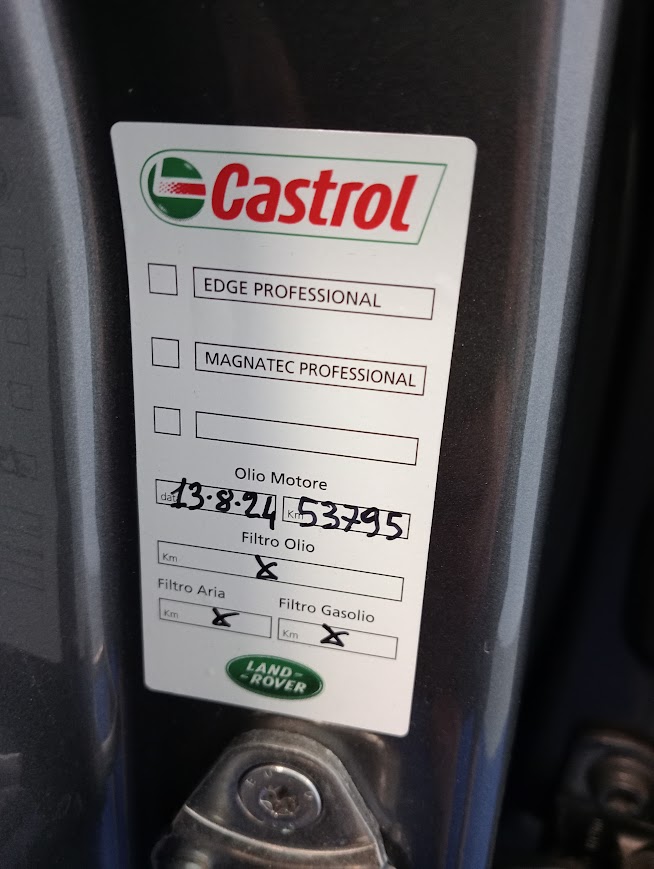 Castrol
EDGE PROFESSIONAL
MAGNATEC PROFESSIONAL
Olio Motore
data 13.8.24 Km 53795
Filtro Olio
Km x
Filtro Aria Filtro Gasolio
Km x Km x
LAND-
-ROVER